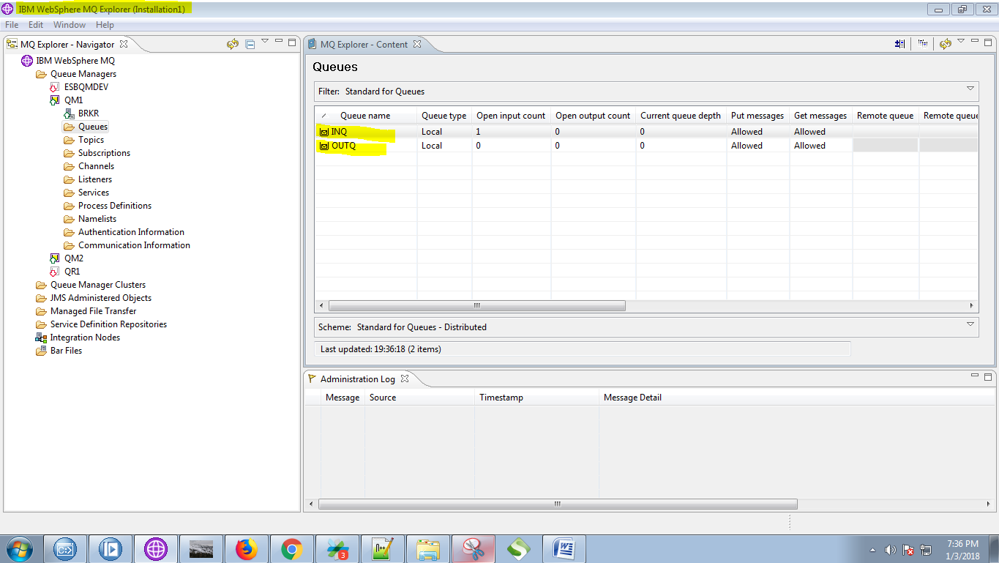 IBM WebSphere MQ Explorer (Installation1)
File Edit Window Help
MQ Explorer - Navigator
IBM WebSphere MQ
Queue Managers
ESBQMDEV
QM1
BRKR
Queues
Topics
Subscriptions
Channels
Listeners
Services
Process Definitions
Namelists
Authentication Information
Communication Information
QM2
QR1
Queue Manager Clusters
JMS Administered Objects
Managed File Transfer
Service Definition Repositories
Integration Nodes
Bar Files
MQ Explorer - Content
Queues
Filter: Standard for Queues
Queue name Queue type Open input count Open output count Current queue depth Put messages Get messages Remote queue Remote queue
INQ Local 1 0 0 Allowed Allowed
OUTQ Local 0 0 0 Allowed Allowed
Scheme: Standard for Queues - Distributed
Last updated: 19:36:18 (2 items)
Administration Log
Message Source Timestamp Message Detail
C:\>
n++
3
7:36 PM
1/3/2018